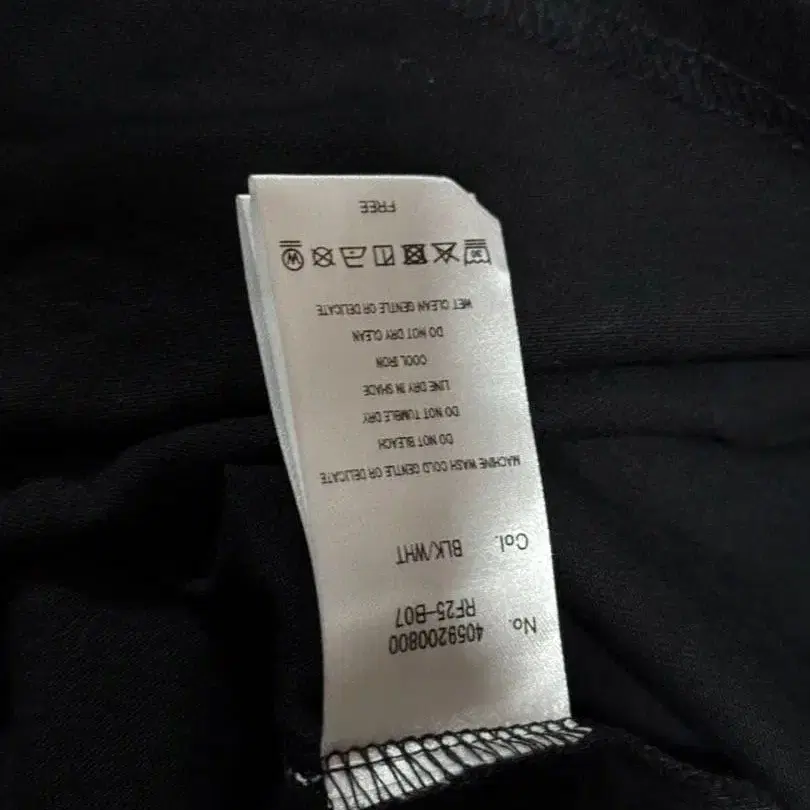 No. 4059200800
RF25-B07
Col. BLK/WHT
MACHINE WASH COLD GENTLE OR DELICATE
DO NOT BLEACH
DO NOT TUMBLE DRY
LINE DRY IN SHADE
COOL IRON
DO NOT DRY CLEAN
WET CLEAN GENTLE OR DELICATE
30 W
FREE